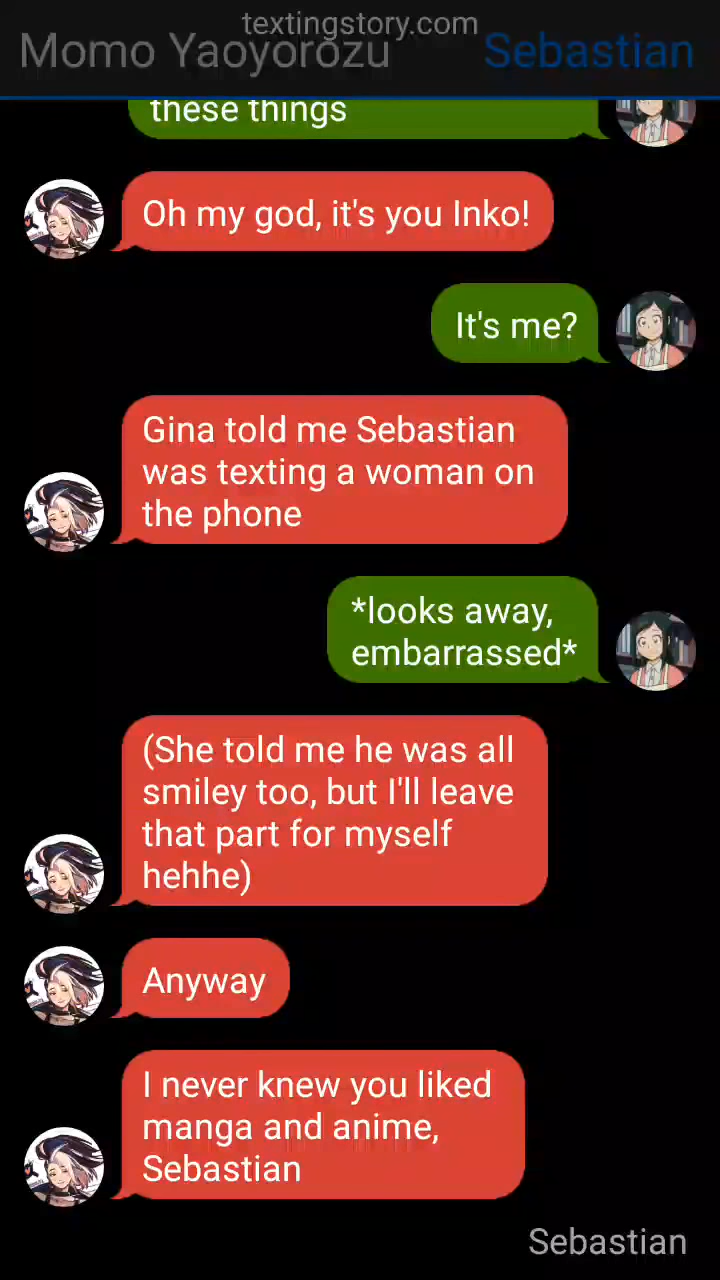 textingstory.com
Momo Yaoyorozu
Sebastian
these things
Oh my god, it's you Inko!
It's me?
Gina told me Sebastian
was texting a woman on
the phone
*looks away,
embarrassed*
(She told me he was all
smiley too, but I'll leave
that part for myself
hehhe)
Anyway
I never knew you liked
manga and anime,
Sebastian
Sebastian